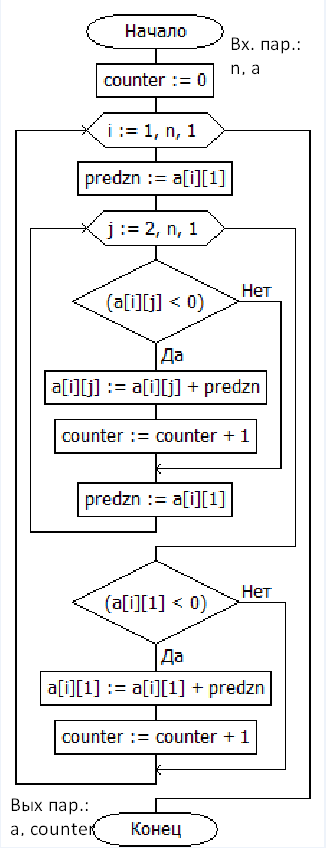 Начало
Вх. пар.:
n, a
counter := 0
i := 1, n, 1
predzn := a[i][1]
j := 2, n, 1
(a[i][j] < 0)
Нет
Да
a[i][j] := a[i][j] + predzn
counter := counter + 1
predzn := a[i][1]
(a[i][1] < 0)
Нет
Да
a[i][1] := a[i][1] + predzn
counter := counter + 1
Вых пар.:
a, counter
Конец